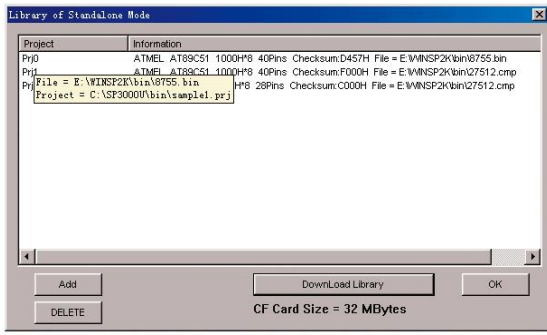 Library of Standalone Mode
Project Information
Prj0 ATMEL AT89C51 1000H*8 40Pins Checksum:D457H File = E:\WINSP2K\bin\8755.bin
Prj1 ATMEL AT89C51 1000H*8 40Pins Checksum:F000H File = E:\WINSP2K\bin\27512.cmp
H*8 28Pins Checksum:C000H File = E:\WINSP2K\bin\27512.cmp
File = E:\WINSP2K\bin\8755.bin
Project = C:\SP3000U\bin\sample1.prj
Add DownLoad Library OK
DELETE CF Card Size = 32 MBytes